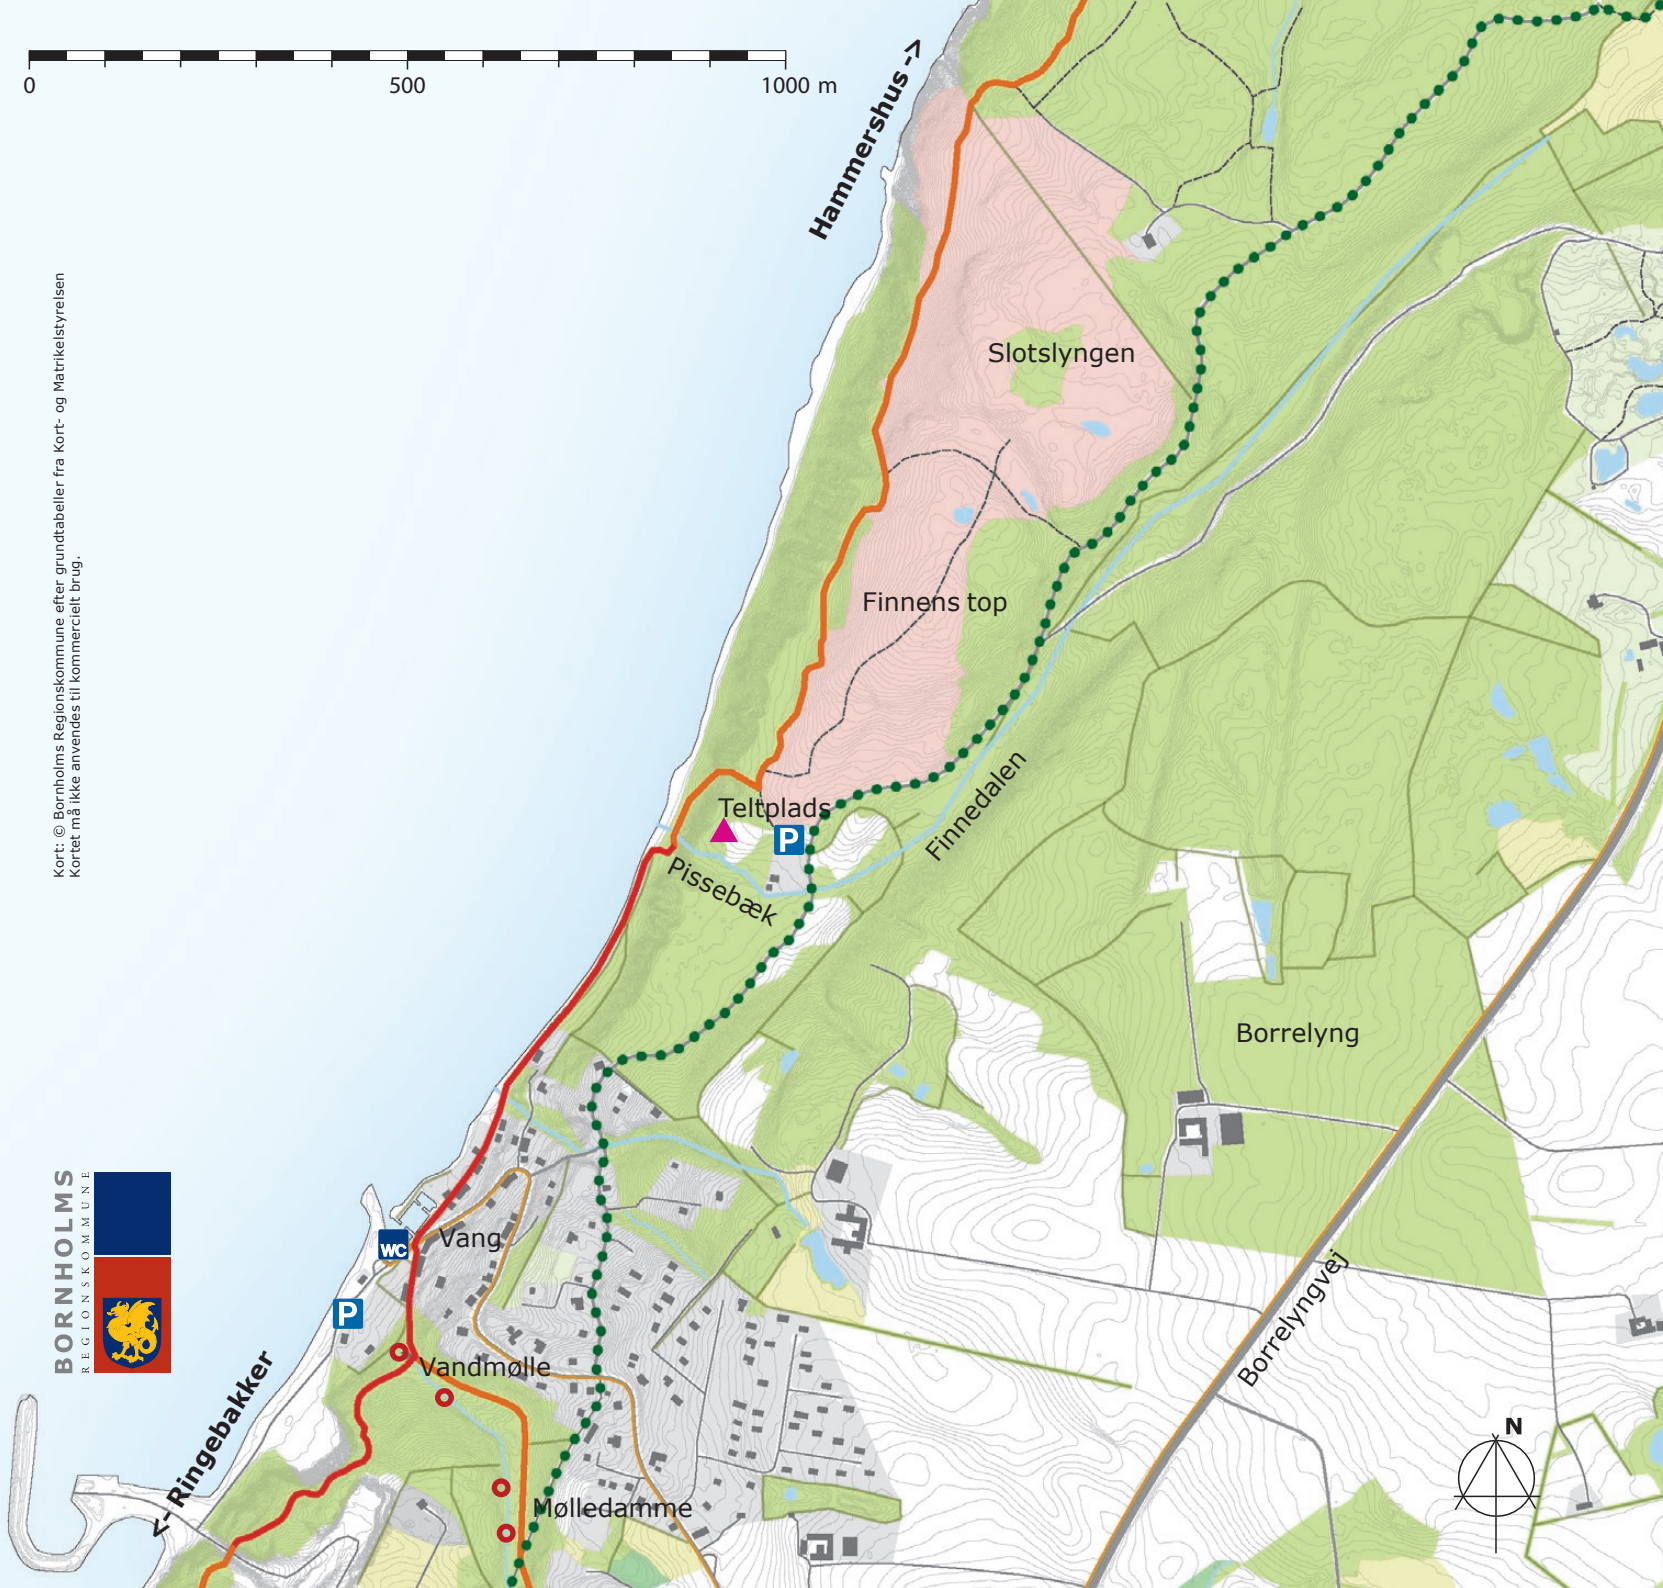 0
500
1000 m
Hammershus ->
Kort: © Bornholms Regionskommune efter grundtabeller fra Kort- og Matrikelstyrelsen
Kortet må ikke anvendes til kommercielt brug.
Slotslyngen
Finnens top
Finnedalen
Teltplads
P
Pissebæk
Borrelyng
BORNHOLMS
REGIONSKOMMUNE
WC
Vang
P
Borrelyngvej
Vandmølle
<- Ringebakker
N
Mølledamme